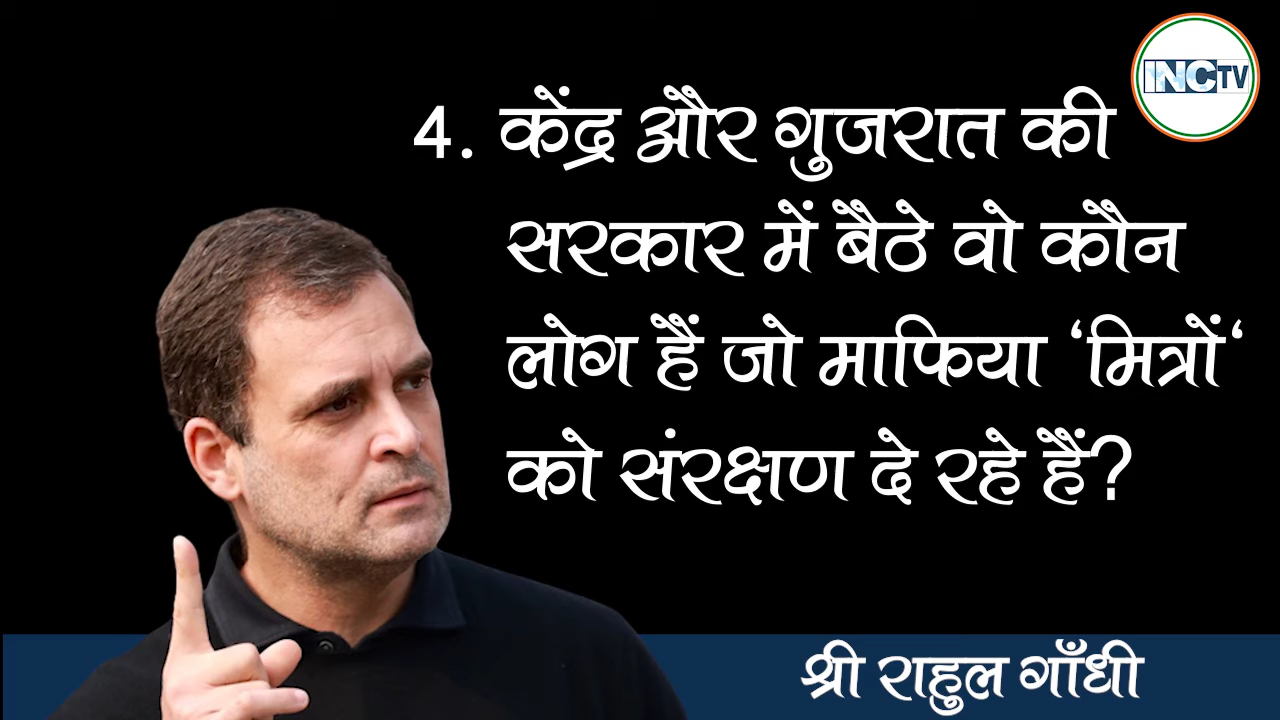 INCTV
4. केंद्र और गुजरात की
सरकार में बैठे वो कौन
लोग हैं जो माफिया ‘मित्रों‘
को संरक्षण दे रहे हैं?
श्री राहुल गाँधी